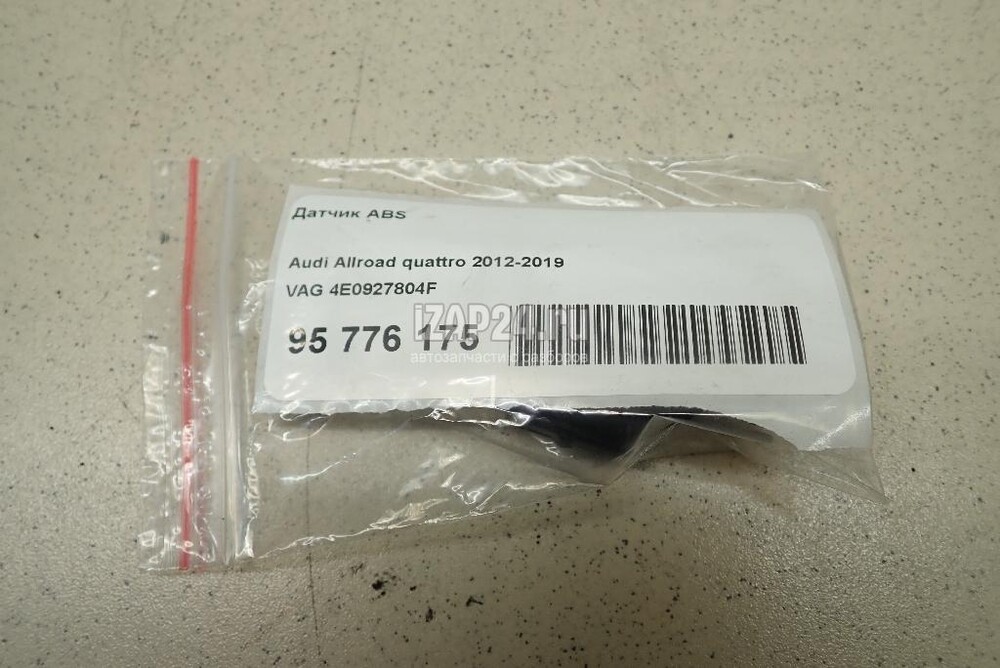 Датчик ABS
Audi Allroad quattro 2012-2019
VAG 4E0927804F
95 776 175
iZAP24.ru
автозапчасти с разборов